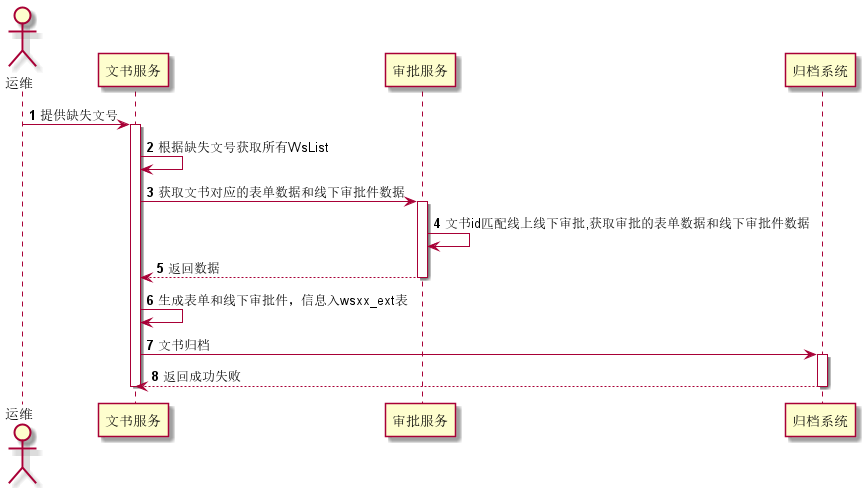 运维
文书服务
审批服务
归档系统
1 提供缺失文号
2 根据缺失文号获取所有WsList
3 获取文书对应的表单数据和线下审批件数据
4 文书id匹配线上线下审批,获取审批的表单数据和线下审批件数据
5 返回数据
6 生成表单和线下审批件，信息入wsxx_ext表
7 文书归档
8 返回成功失败
运维
文书服务
审批服务
归档系统